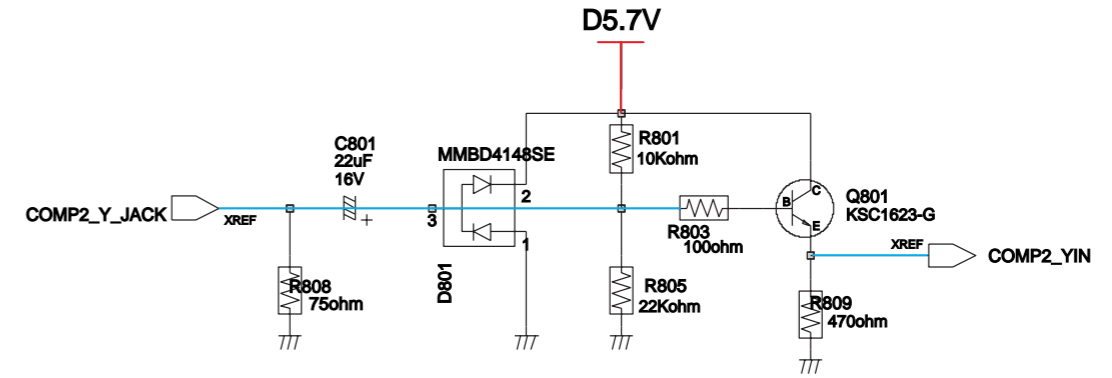 D5.7V
C801
22uF
16V
+
MMBD4148SE
R801
10Kohm
COMP2_Y_JACK
XREF
3
2
1
D801
R808
75ohm
R803
100ohm
R805
22Kohm
B
C
E
Q801
KSC1623-G
XREF
COMP2_YIN
R809
470ohm